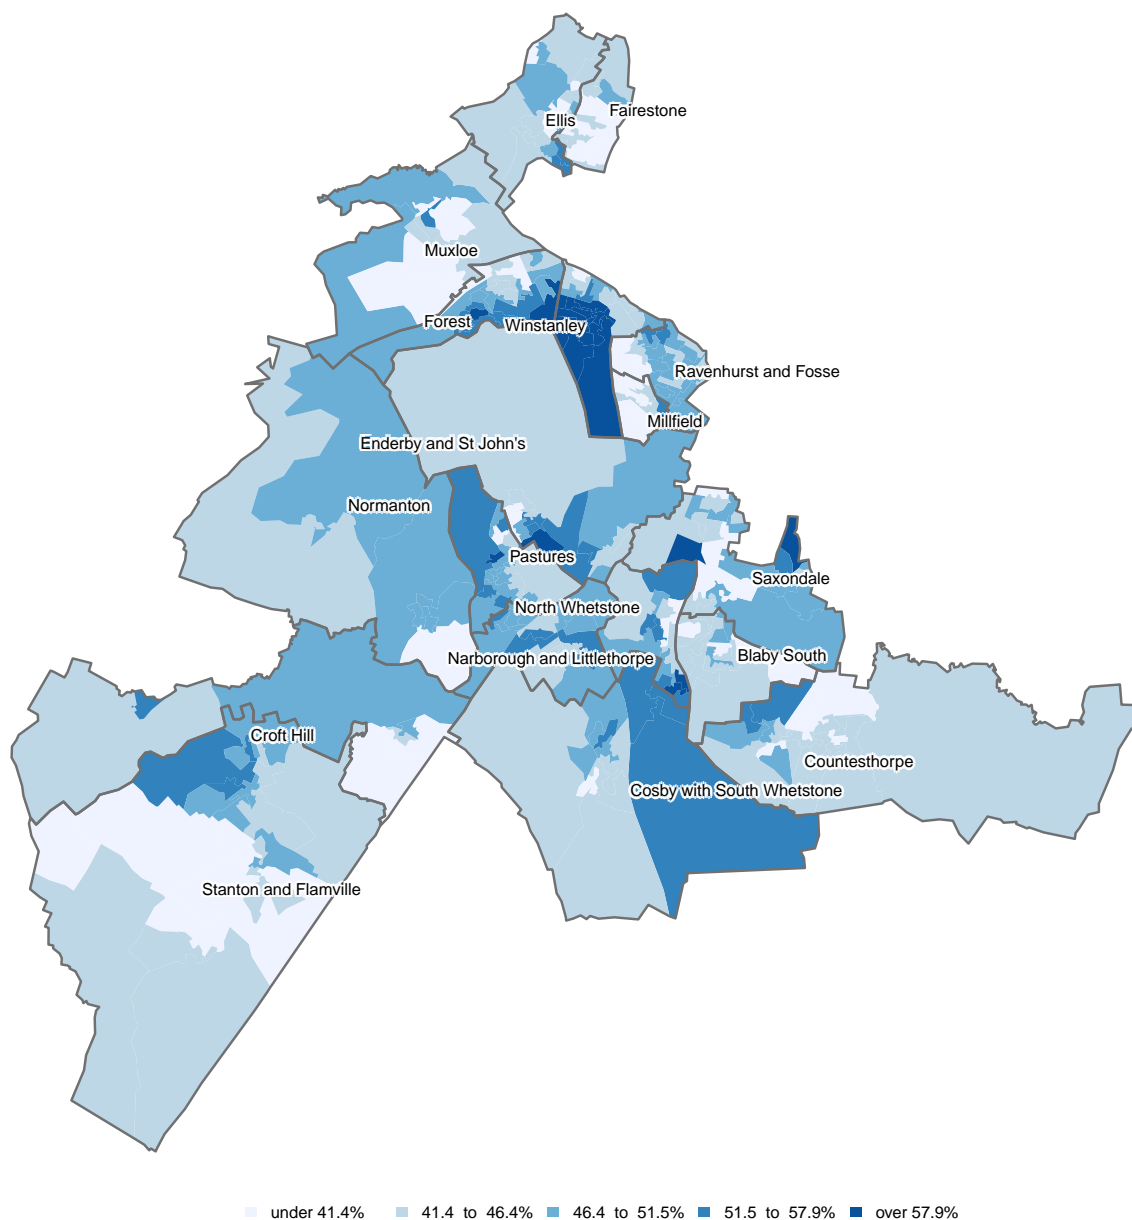 Fairestone
Ellis
Muxloe
Forest
Winstanley
Ravenhurst and Fosse
Millfield
Enderby and St John's
Normanton
Pastures
Saxondale
North Whetstone
Narborough and Littlethorpe
Blaby South
Croft Hill
Countesthorpe
Cosby with South Whetstone
Stanton and Flamville
under 41.4% 41.4 to 46.4% 46.4 to 51.5% 51.5 to 57.9% over 57.9%